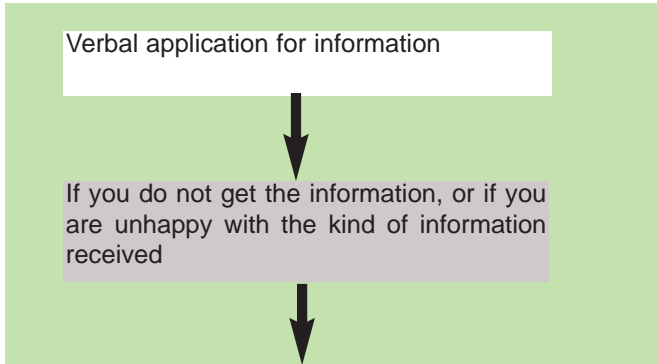 Verbal application for information
If you do not get the information, or if you
are unhappy with the kind of information
received